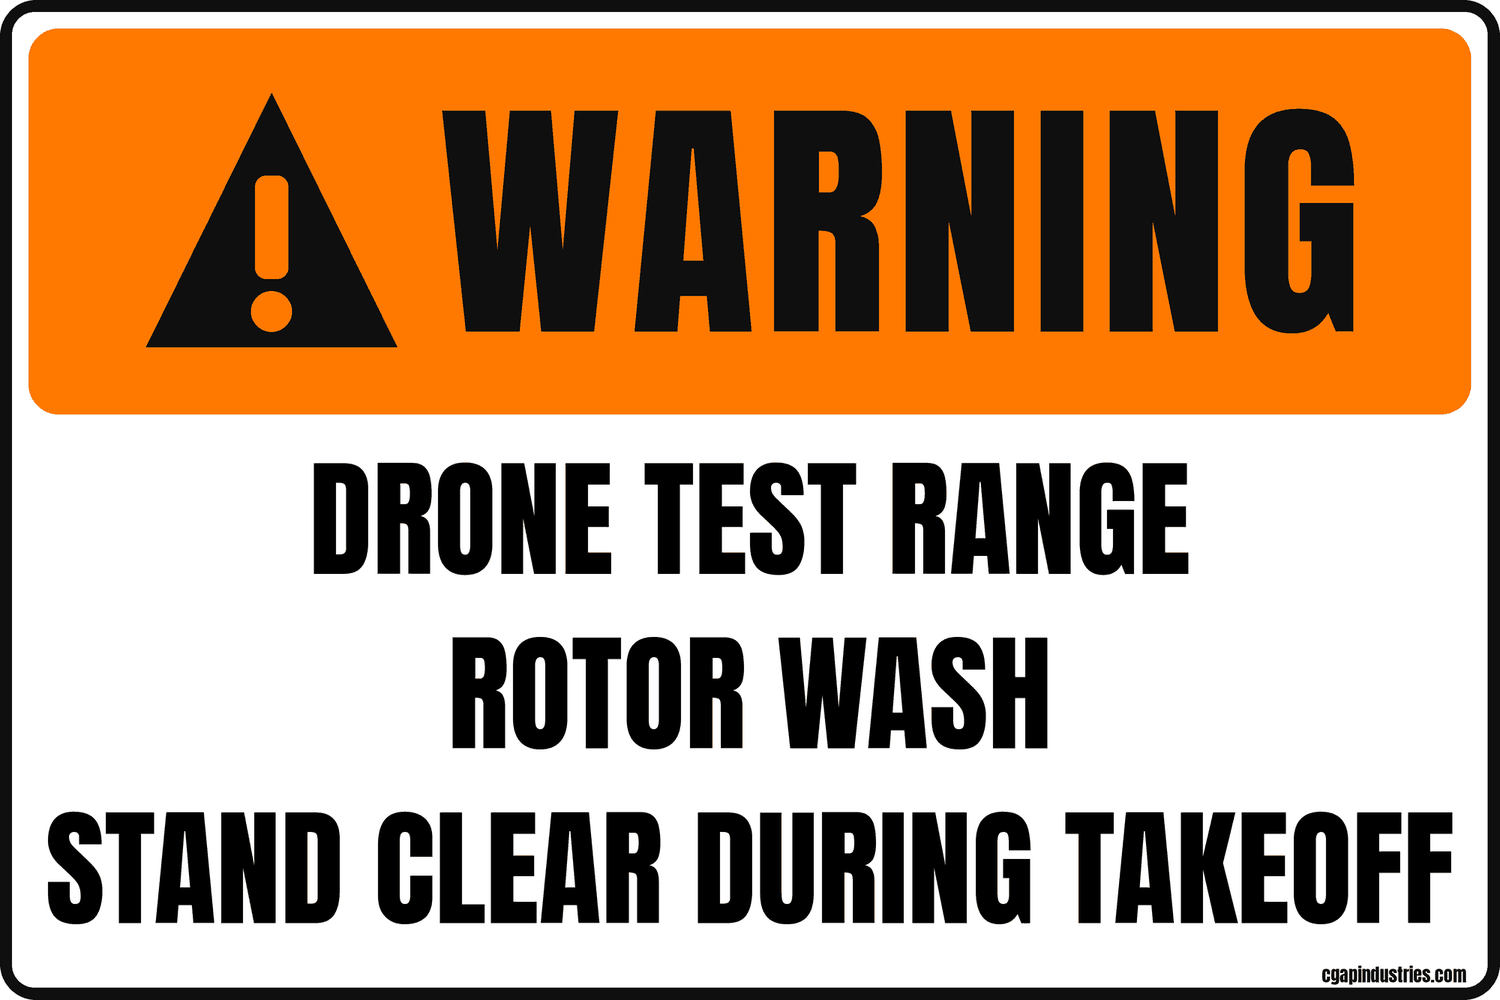 WARNING
DRONE TEST RANGE
ROTOR WASH
STAND CLEAR DURING TAKEOFF
cgapindustries.com